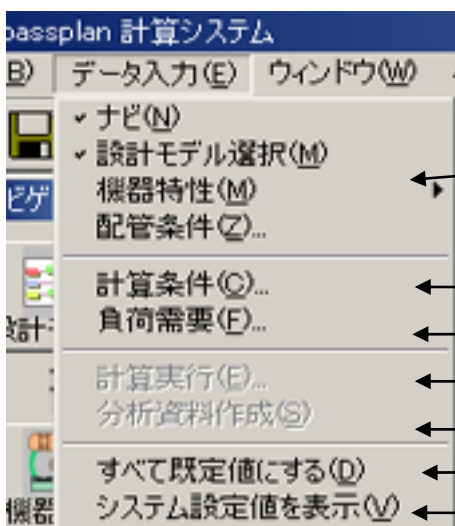 passplan 計算システム
B) データ入力(E) ウィンドウ(W)
✓ ナビ(N)
✓ 設計モデル選択(M)
機器特性(M)
ビゲ
配管条件(Z)...
計算条件(C)...
設計
負荷需要(F)...
計算実行(E)...
分析資料作成(S)
すべて既定値にする(D)
機器
システム設定値を表示(V)